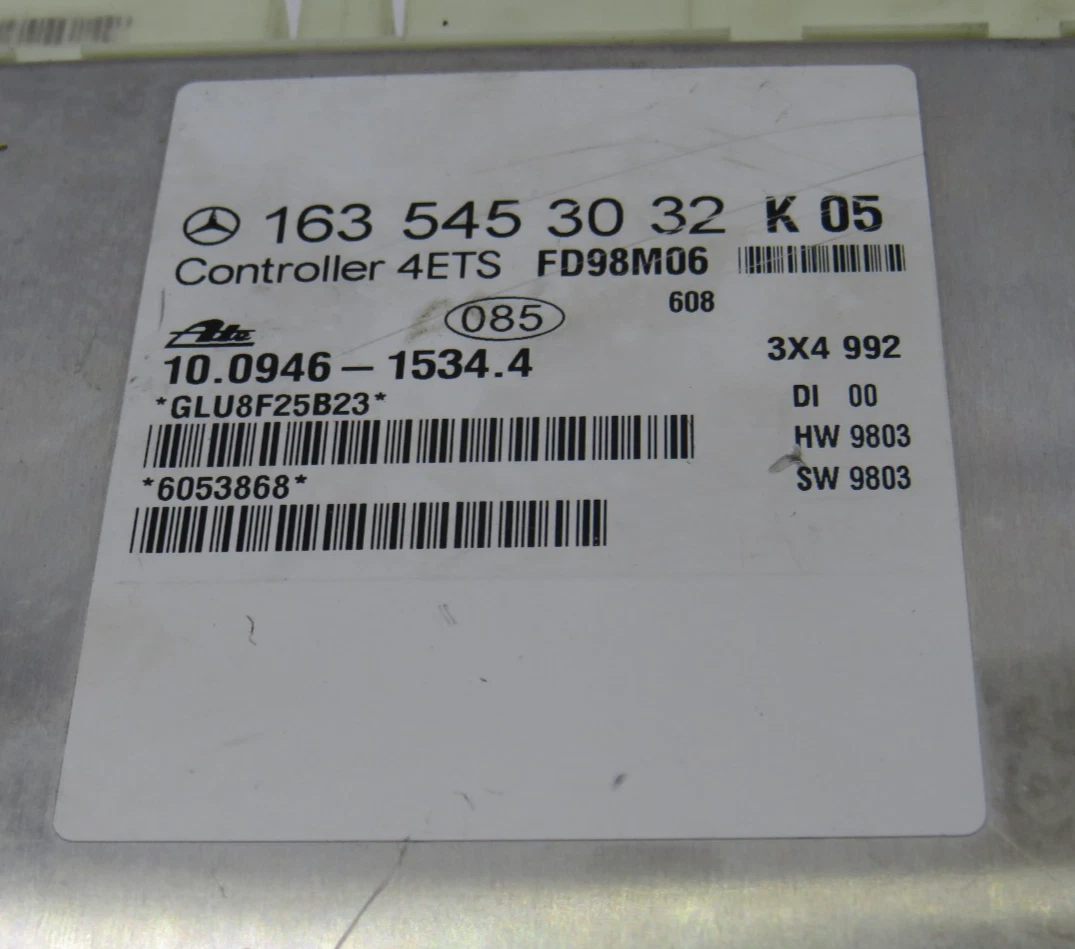 163 545 30 32 K 05
Controller 4ETS FD98M06
608
085
Ate
10.0946 – 1534.4
3X4 992
*GLU8F25B23*
DI 00
HW 9803
*6053868*
SW 9803